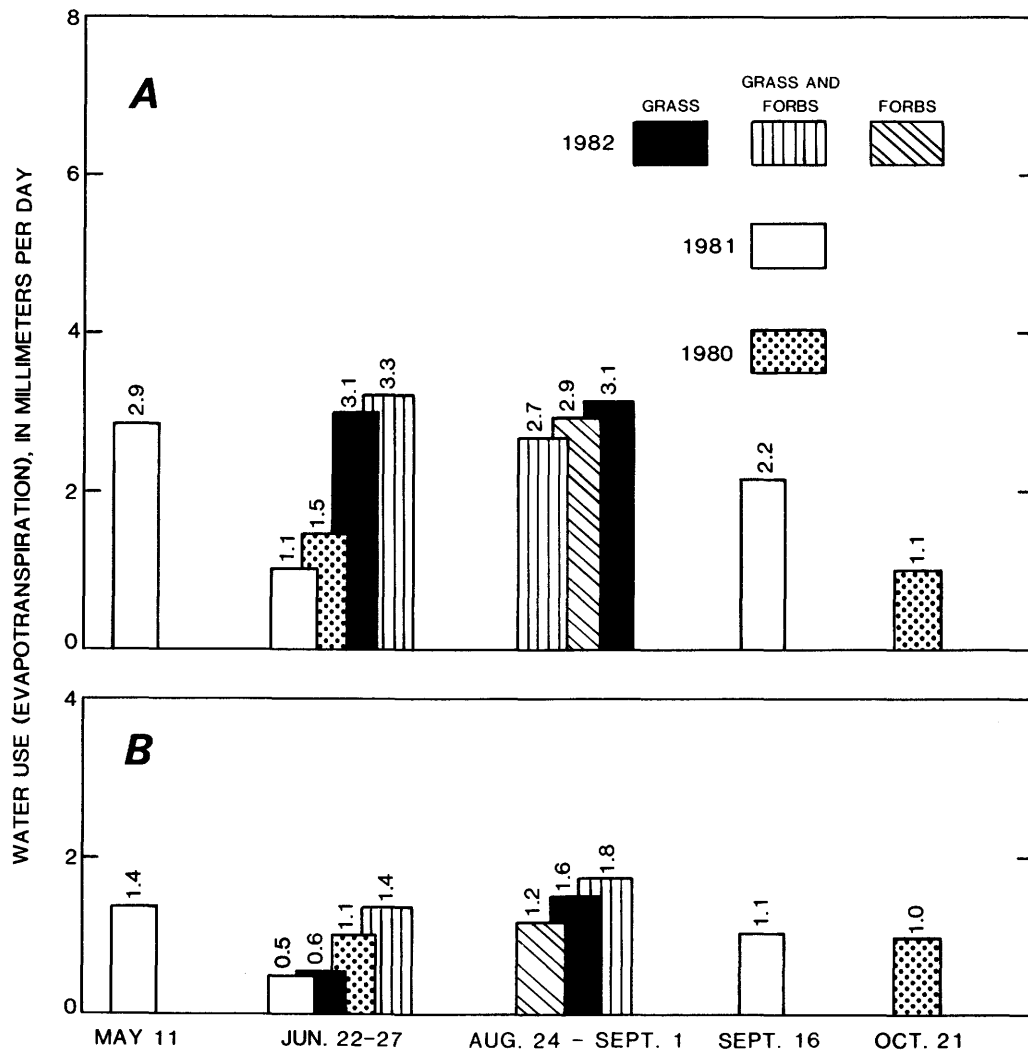 WATER USE (EVAPOTRANSPIRATION), IN MILLIMETERS PER DAY
8
6
4
2
0
A
GRASS
GRASS AND
FORBS
FORBS
1982
1981
1980
2.9
1.1
1.5
3.1
3.3
2.7
2.9
3.1
2.2
1.1
4
2
0
B
1.4
0.5
0.6
1.1
1.4
1.2
1.6
1.8
1.1
1.0
MAY 11
JUN. 22-27
AUG. 24 - SEPT. 1
SEPT. 16
OCT. 21